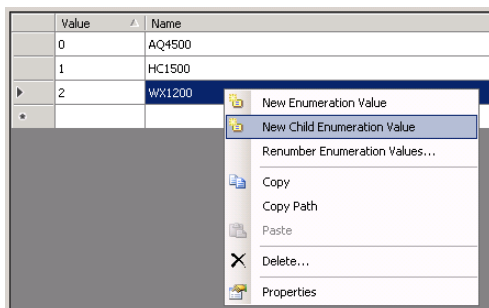 Value Name
0 AQ4500
1 HC1500
2 WX1200
New Enumeration Value
New Child Enumeration Value
Renumber Enumeration Values...
Copy
Copy Path
Paste
Delete...
Properties